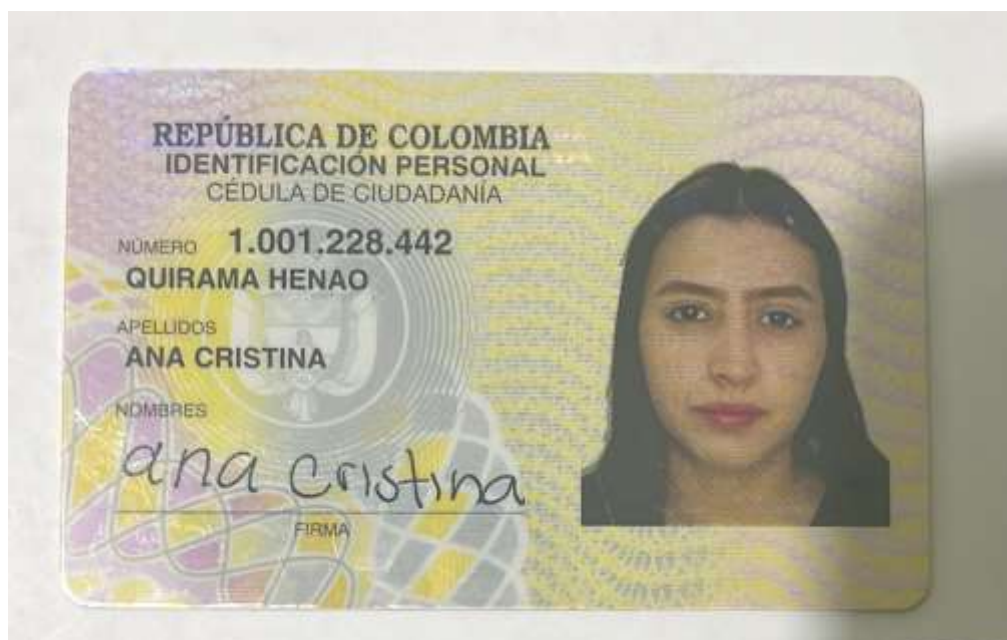 REPÚBLICA DE COLOMBIA
IDENTIFICACIÓN PERSONAL
CÉDULA DE CIUDADANÍA
NÚMERO 1.001.228.442
QUIRAMA HENAO
APELLIDOS
ANA CRISTINA
NOMBRES
ana cristina
FIRMA